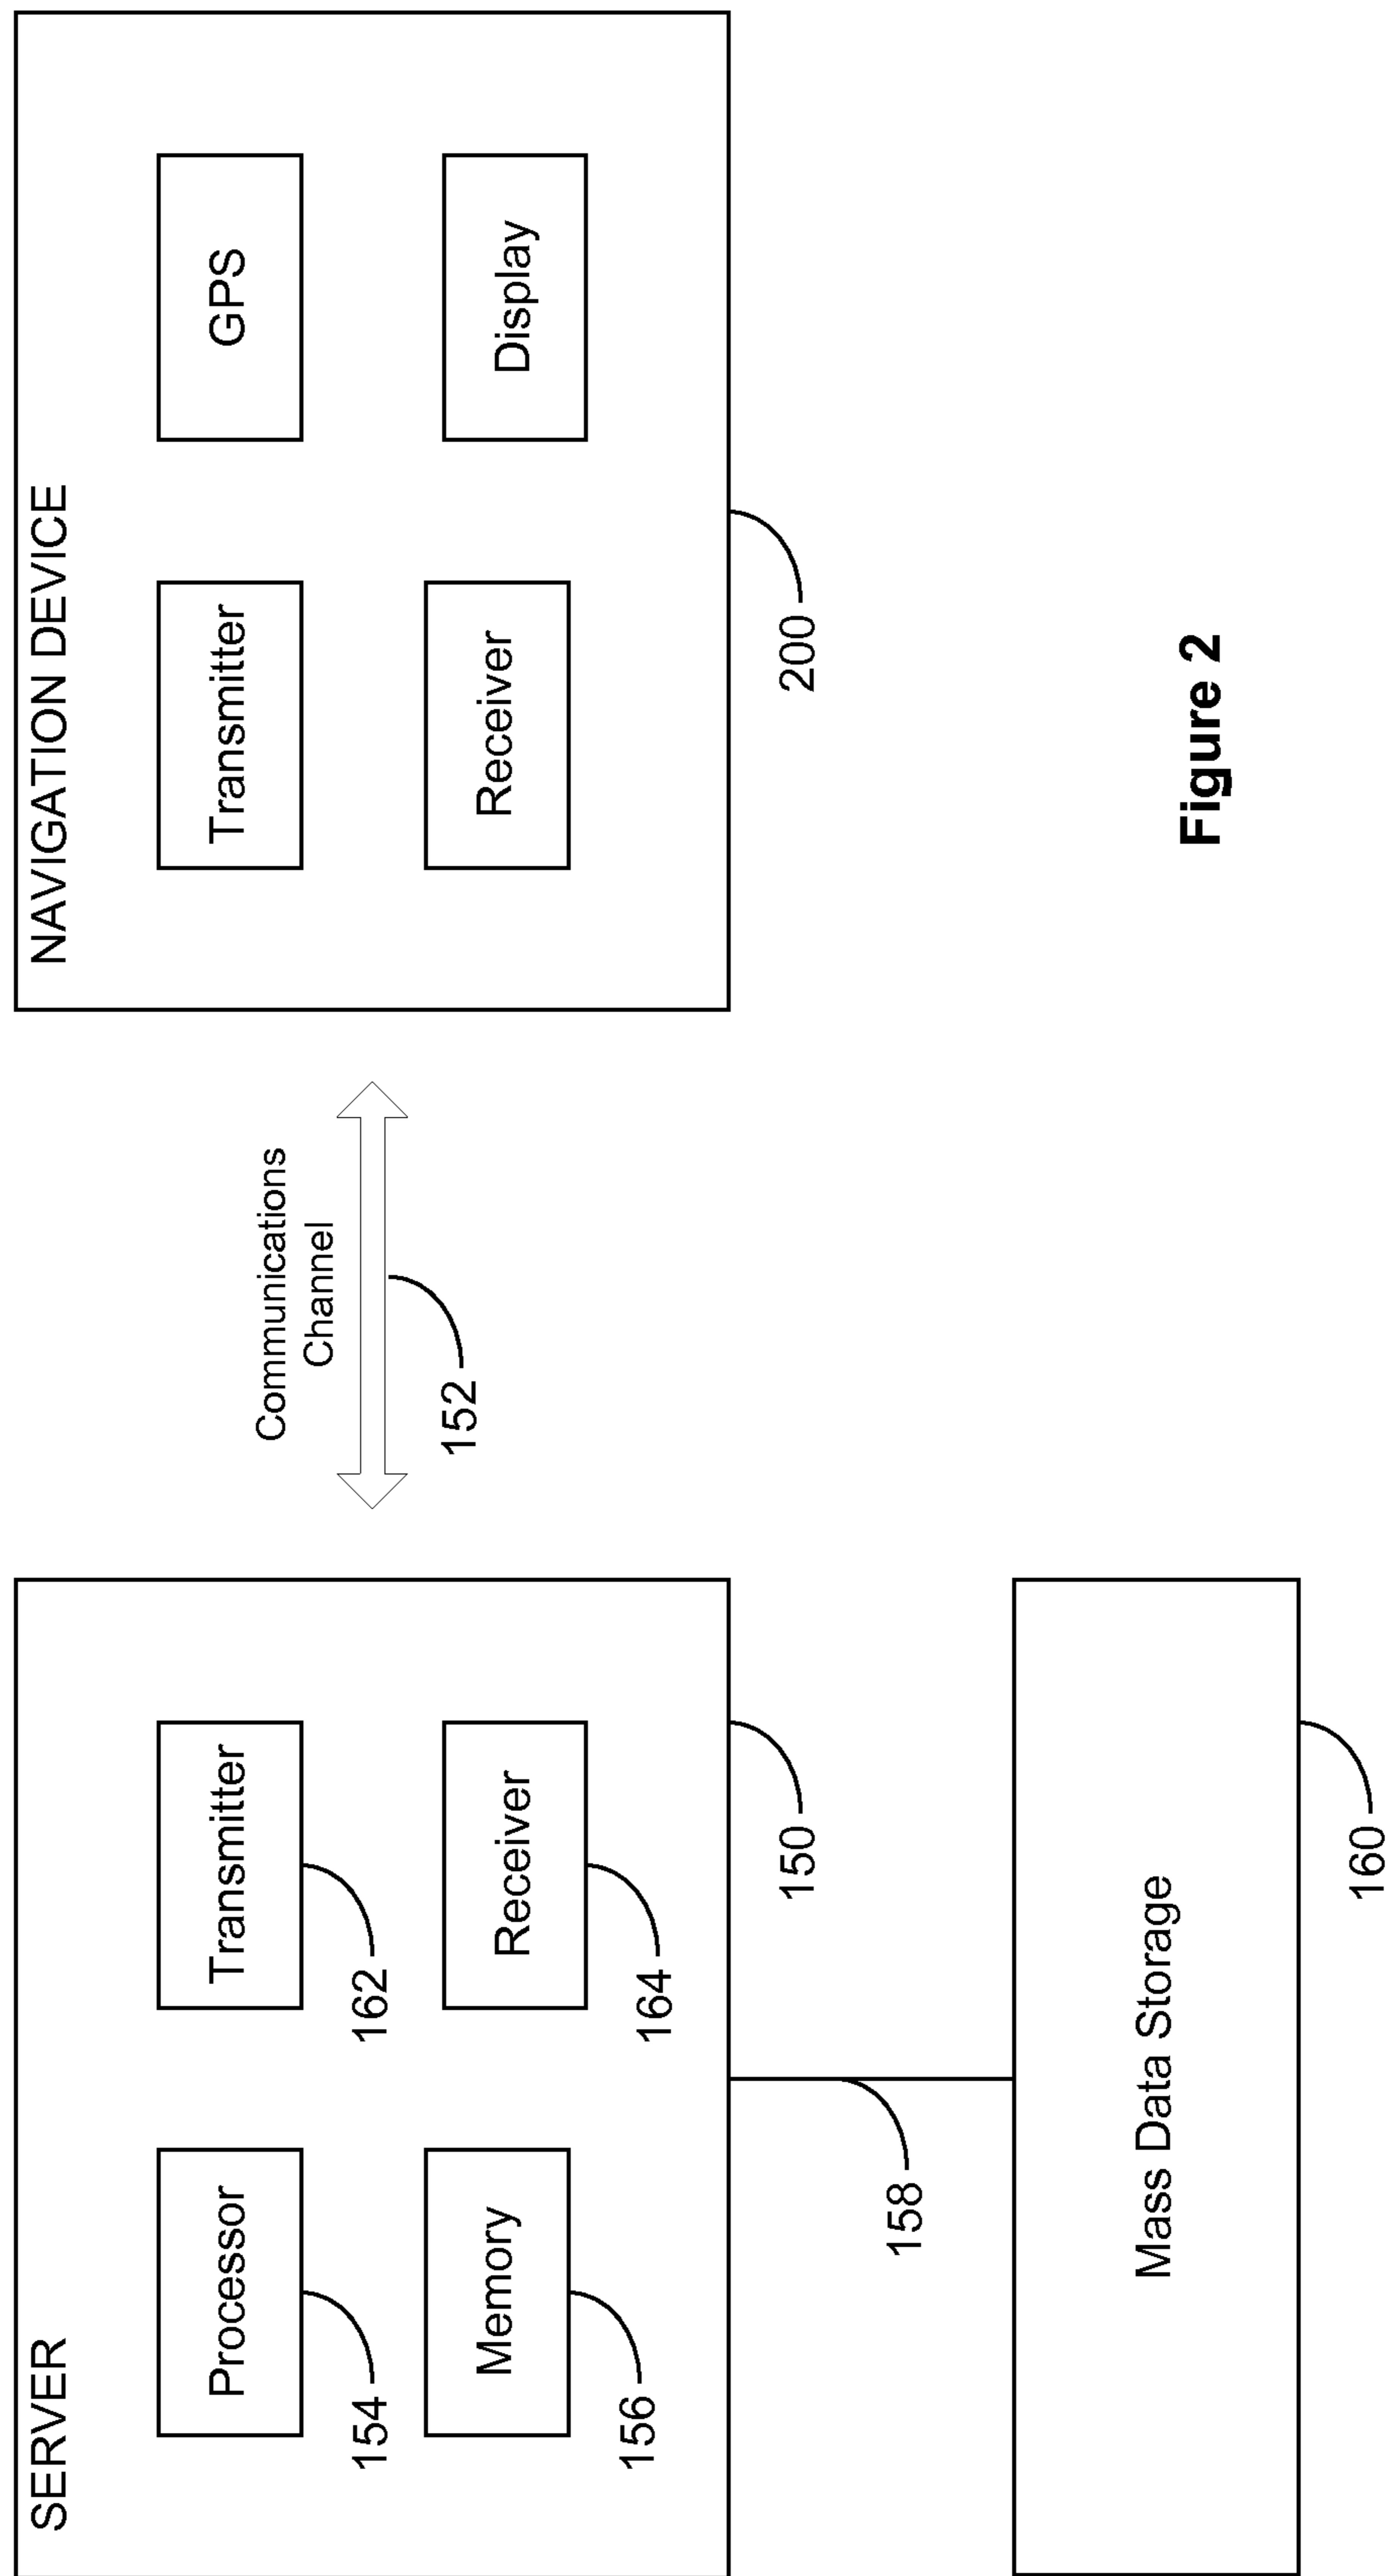 SERVER
Processor
154
Transmitter
162
Memory
156
Receiver
164
150
158
Mass Data Storage
160
Communications
Channel
152
NAVIGATION DEVICE
Transmitter
GPS
Receiver
Display
200
Figure 2